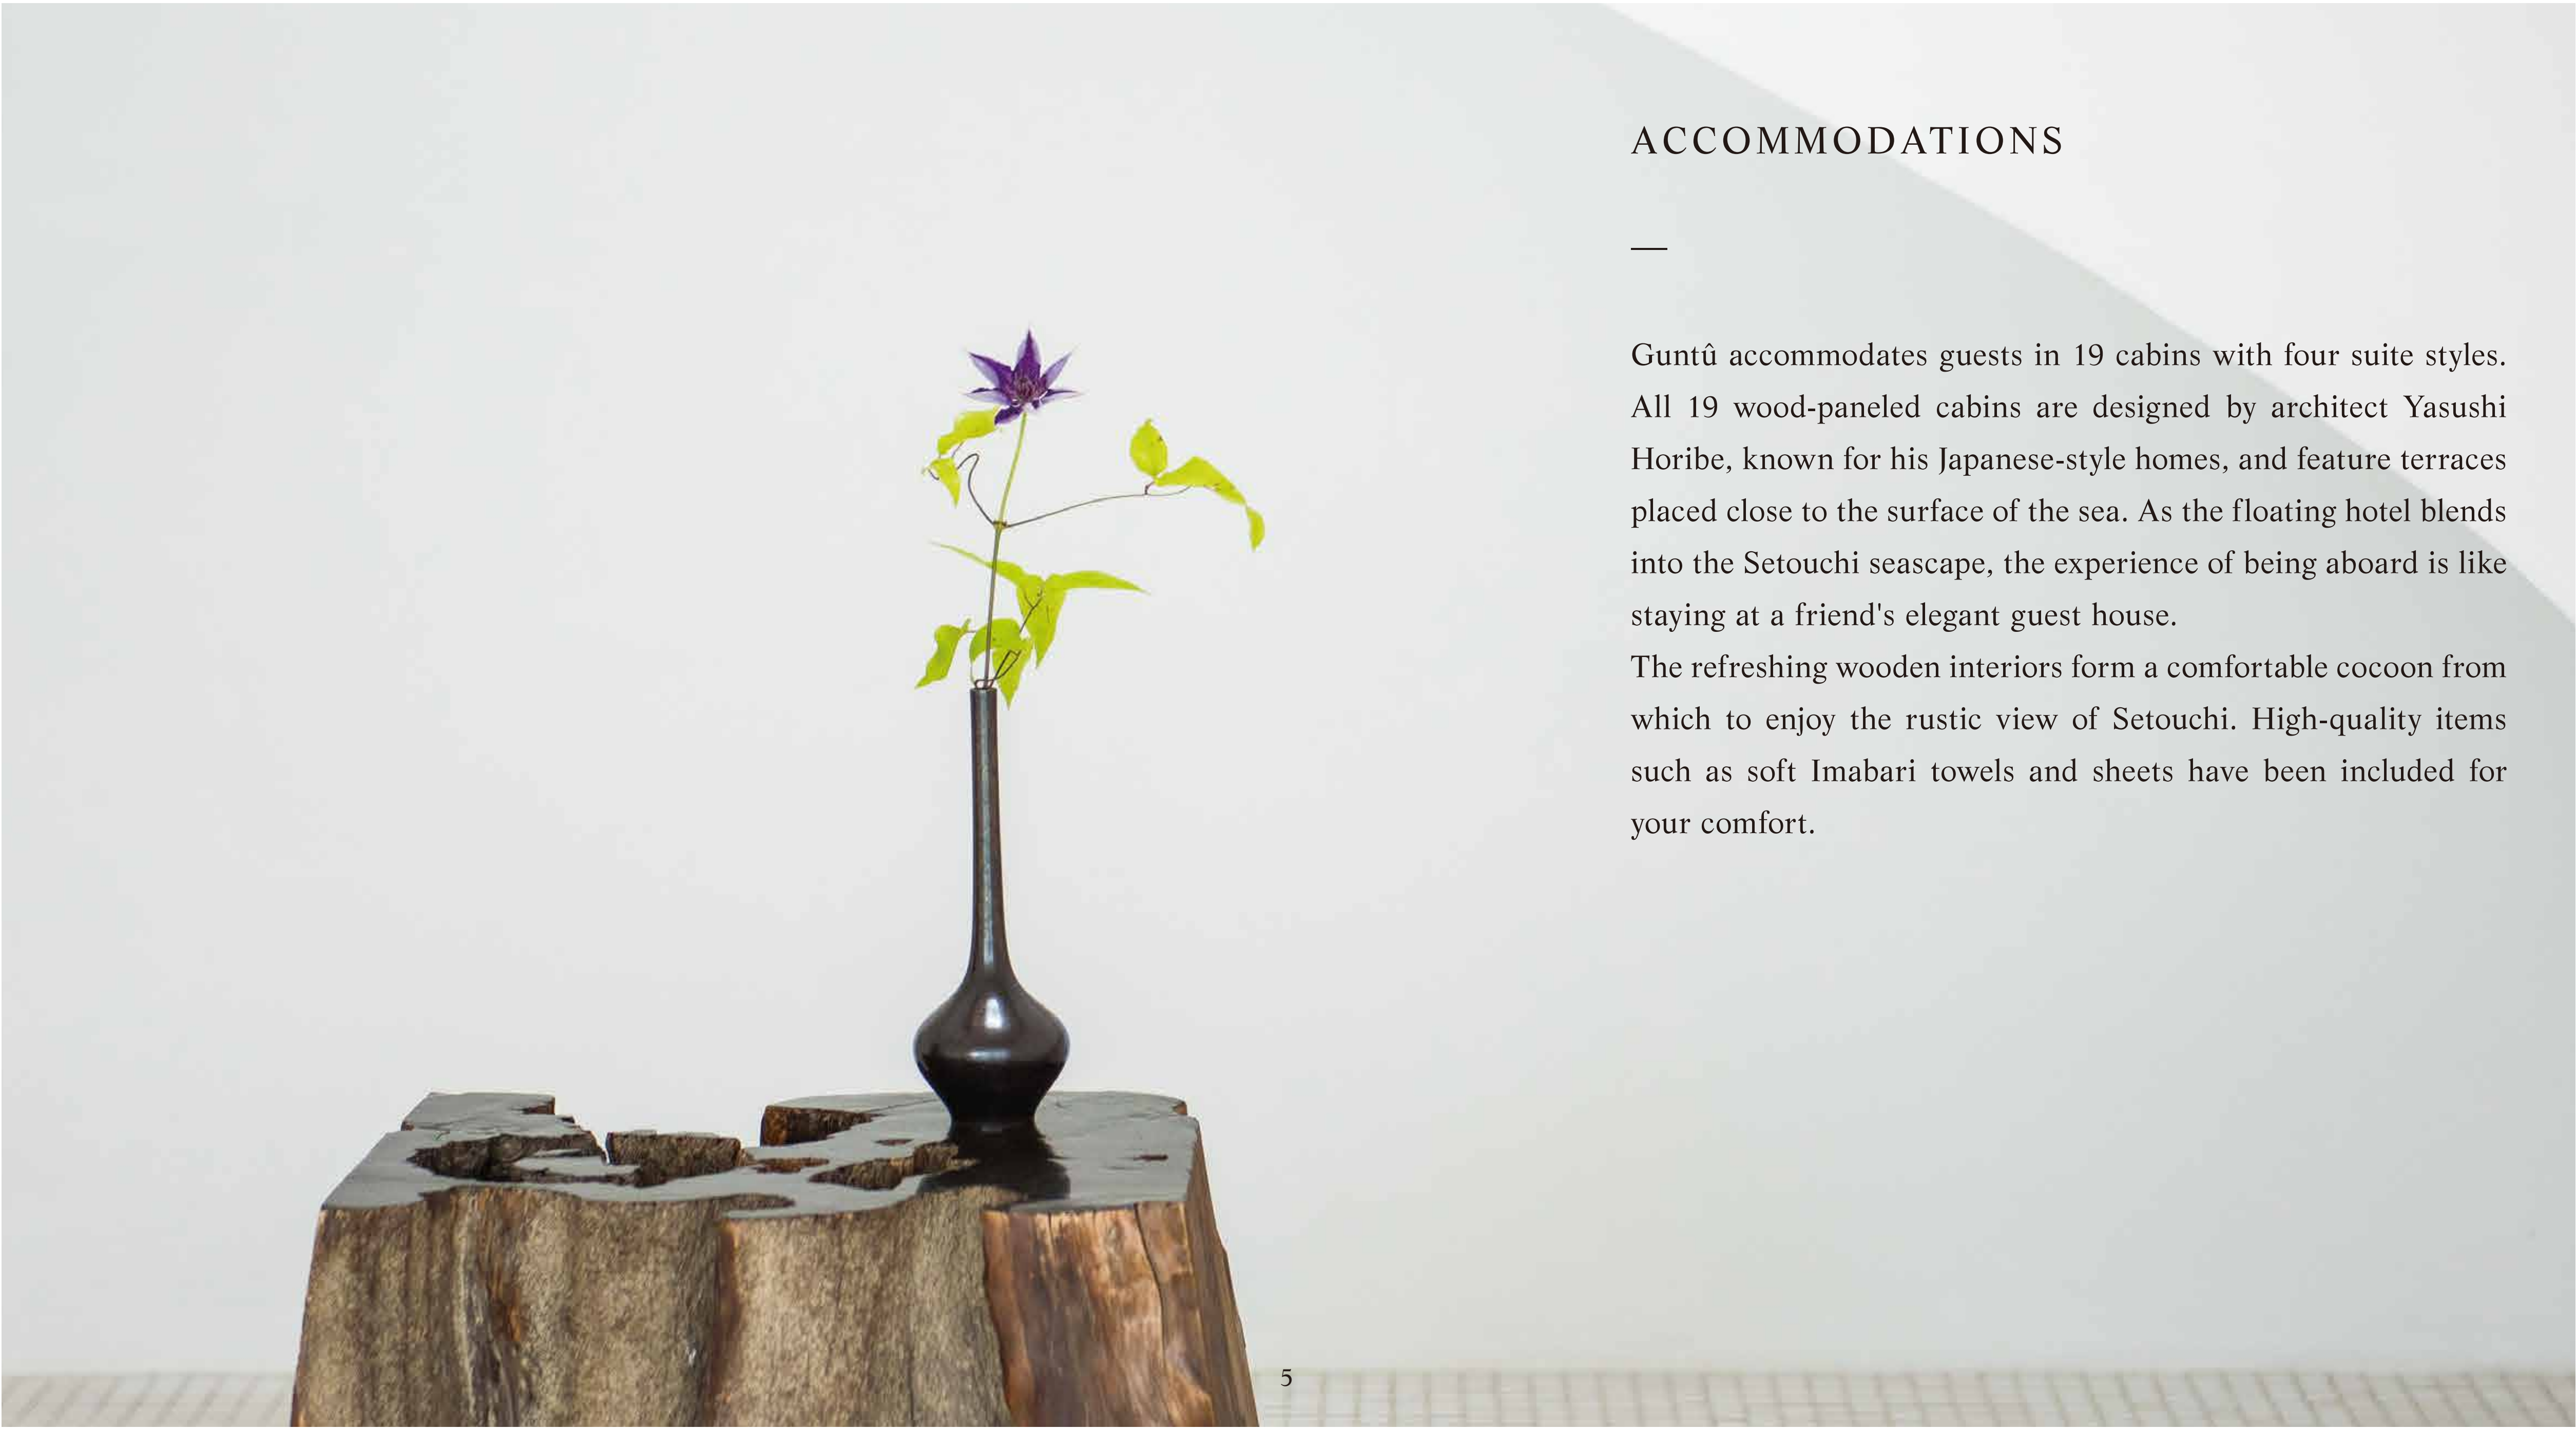 ACCOMMODATIONS
—
Guntû accommodates guests in 19 cabins with four suite styles.
All 19 wood-paneled cabins are designed by architect Yasushi
Horibe, known for his Japanese-style homes, and feature terraces
placed close to the surface of the sea. As the floating hotel blends
into the Setouchi seascape, the experience of being aboard is like
staying at a friend's elegant guest house.
The refreshing wooden interiors form a comfortable cocoon from
which to enjoy the rustic view of Setouchi. High-quality items
such as soft Imabari towels and sheets have been included for
your comfort.
5